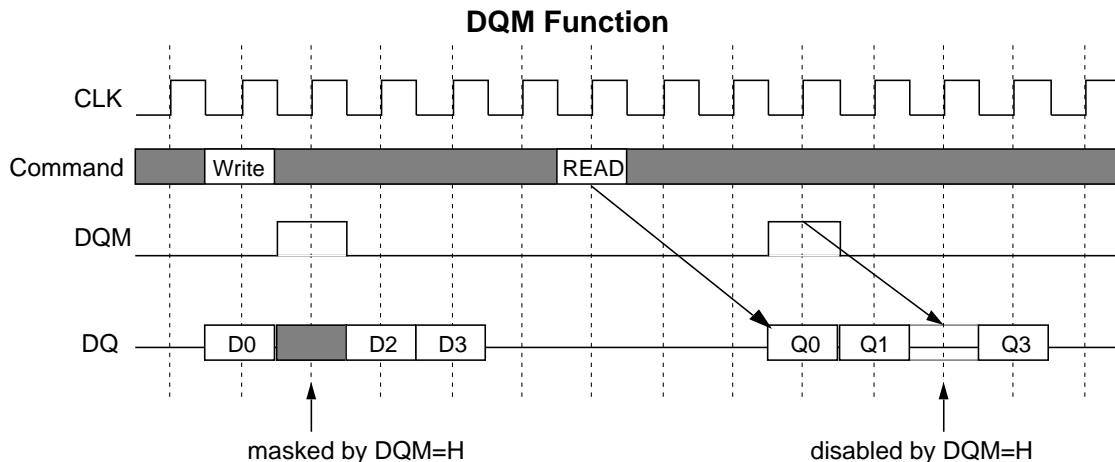 DQM Function
CLK
Command Write READ
DQM
DQ D0 D2 D3 Q0 Q1 Q3
masked by DQM=H disabled by DQM=H